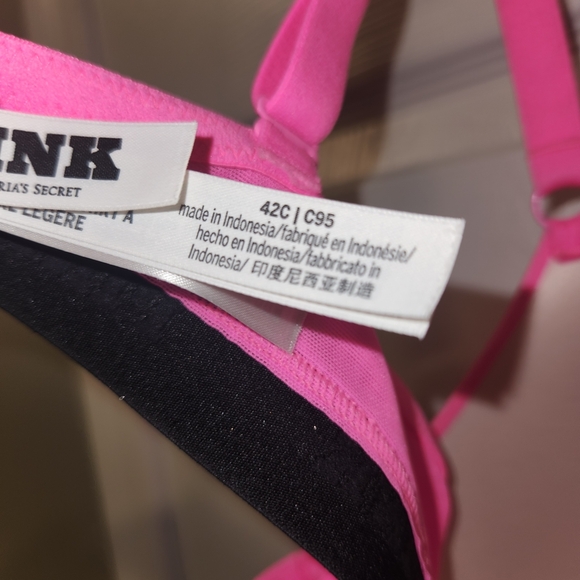 INK
RIA'S SECRET
A
LÉGÈRE
42C | C95
made in Indonesia/fabriqué en Indonésie/
hecho en Indonesia/fabbricato in
Indonesia/ 印度尼西亚制造